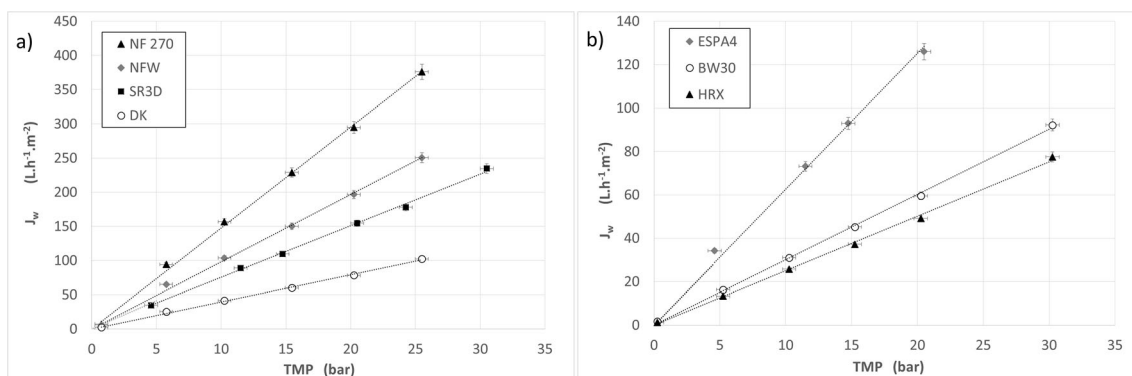 a)
450
400
350
300
250
200
150
100
50
0
J_w (L.h⁻¹.m⁻²)
NF 270
NFW
SR3D
DK
0 5 10 15 20 25 30 35
TMP (bar)
b)
140
120
100
80
60
40
20
0
J_w (L.h⁻¹.m⁻²)
ESPA4
BW30
HRX
0 5 10 15 20 25 30 35
TMP (bar)